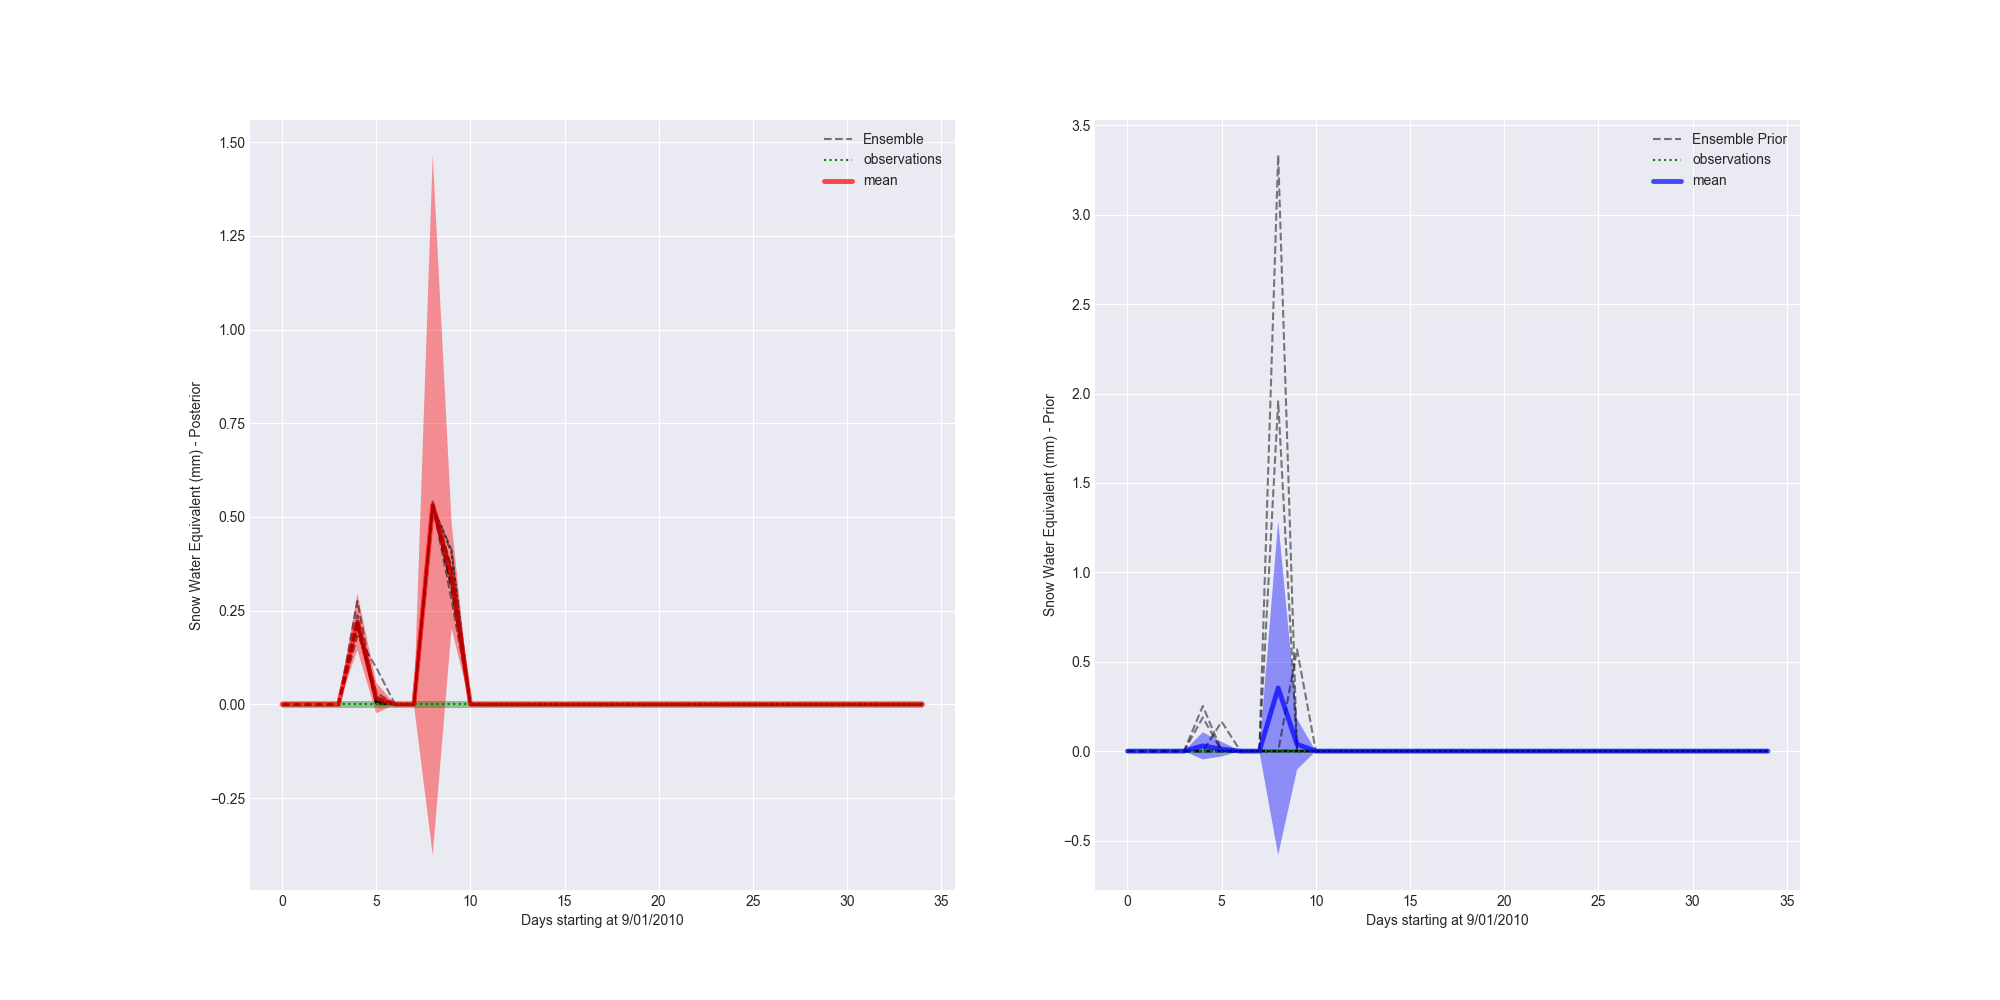 Snow Water Equivalent (mm) - Posterior
1.50
1.25
1.00
0.75
0.50
0.25
0.00
−0.25
0 5 10 15 20 25 30 35
Days starting at 9/01/2010
Ensemble
observations
mean
Snow Water Equivalent (mm) - Prior
3.5
3.0
2.5
2.0
1.5
1.0
0.5
0.0
−0.5
0 5 10 15 20 25 30 35
Days starting at 9/01/2010
Ensemble Prior
observations
mean